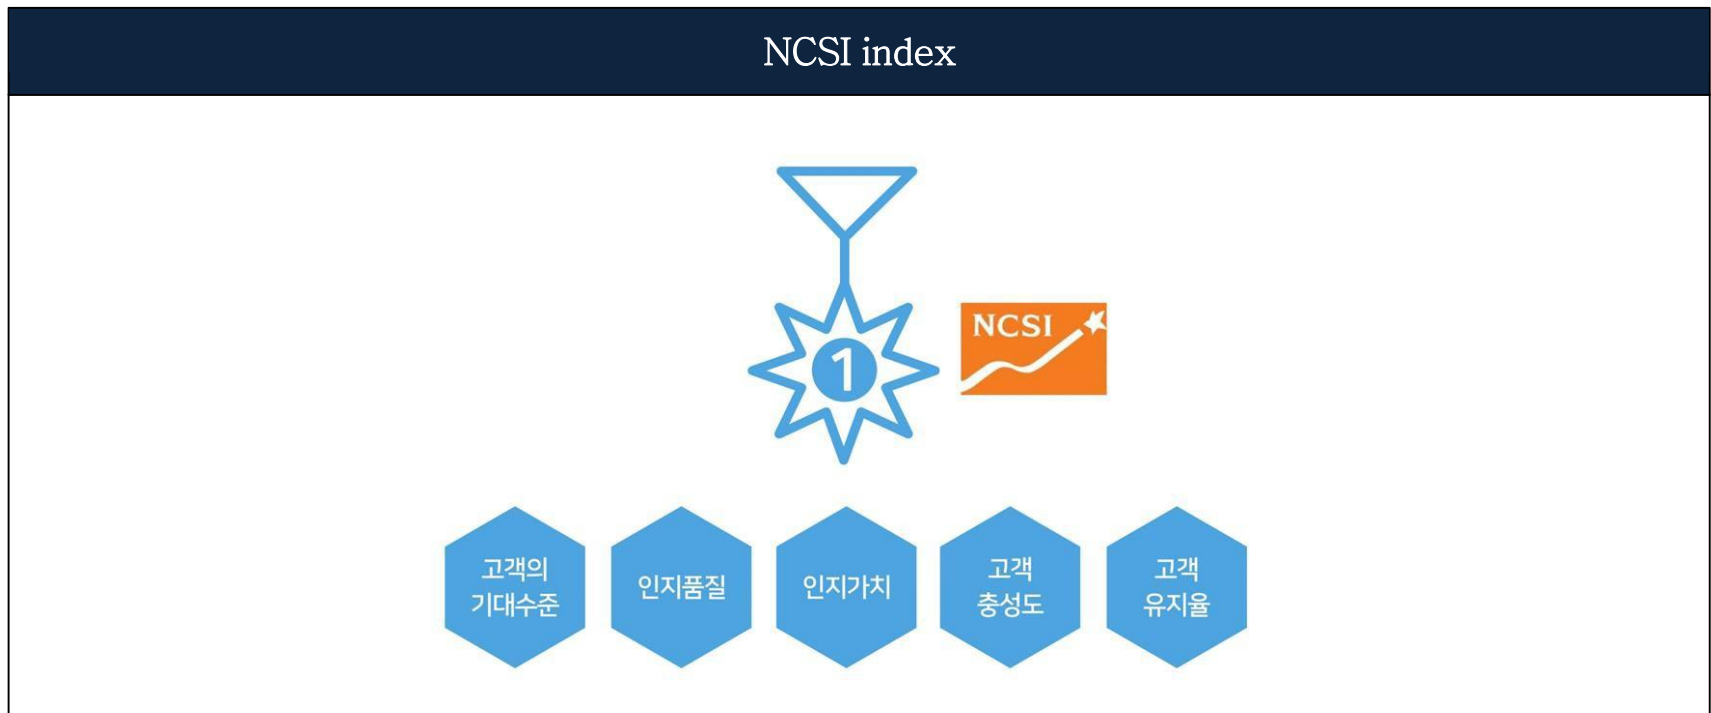 NCSI index
1
NCSI
고객의
기대수준
인지품질
인지가치
고객
충성도
고객
유지율